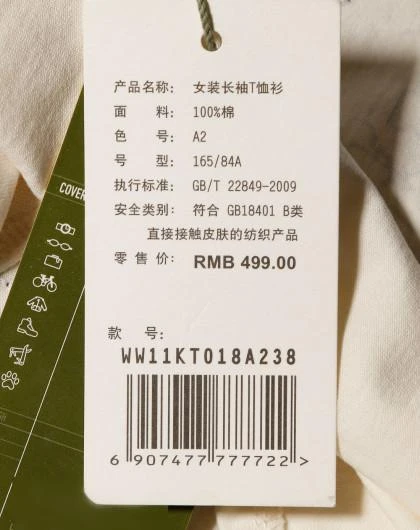 产品名称： 女装长袖T恤衫
面 料： 100%棉
色 号： A2
号 型： 165/84A
执行标准： GB/T 22849-2009
安全类别： 符合 GB18401 B类
直接接触皮肤的纺织产品
零 售 价： RMB 499.00
款 号：
WW11KT018A238
6 907477 777722 >
COVER